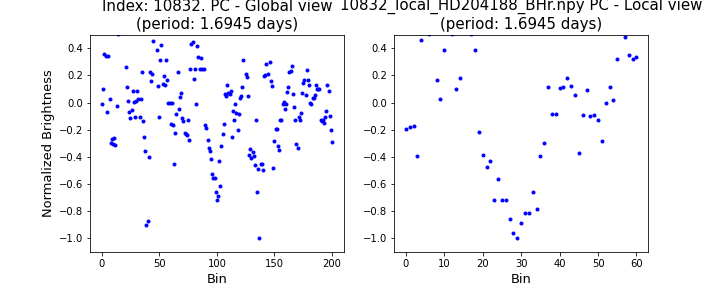 Index: 10832. PC - Global view
(period: 1.6945 days)
10832_local_HD204188_BHr.npy PC - Local view
(period: 1.6945 days)
Normalized Brightness
0.4
0.2
0.0
−0.2
−0.4
−0.6
−0.8
−1.0
0 50 100 150 200
Bin
0.4
0.2
0.0
−0.2
−0.4
−0.6
−0.8
−1.0
0 10 20 30 40 50 60
Bin